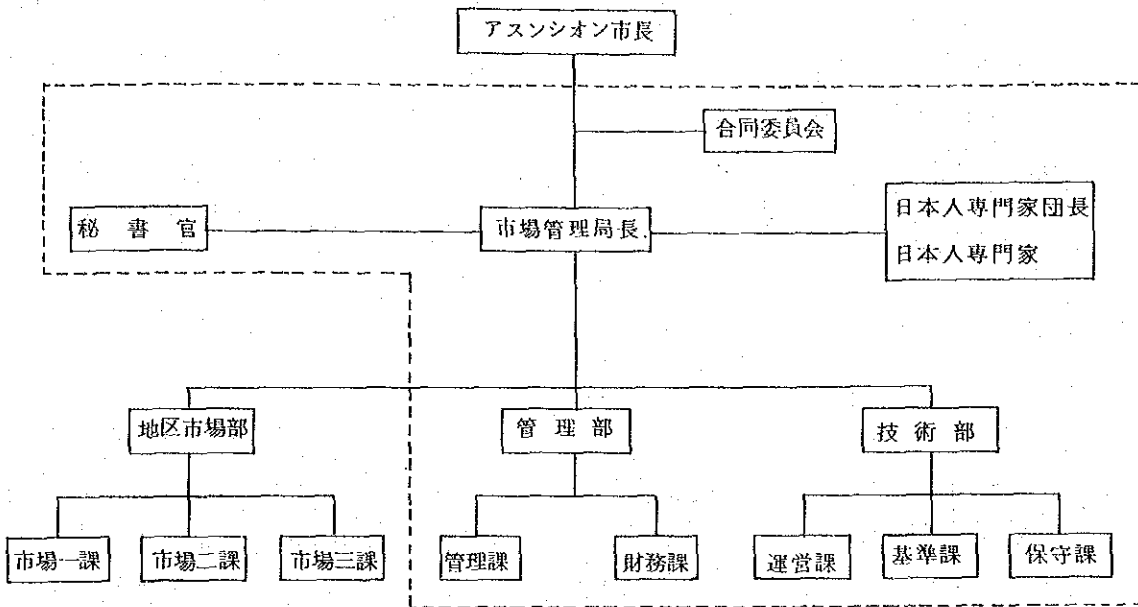 アスンシオン市長
合同委員会
秘書官
市場管理局長
日本人専門家団長
日本人専門家
地区市場部
管理部
技術部
市場一課
市場二課
市場三課
管理課
財務課
運営課
基準課
保守課